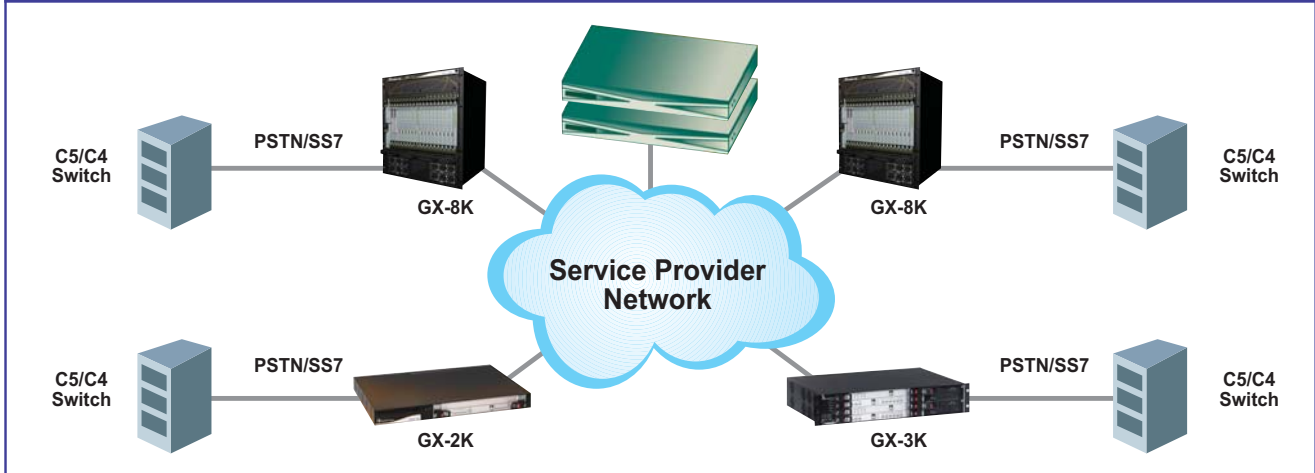 PSTN/SS7
C5/C4
Switch
GX-8K
PSTN/SS7
C5/C4
Switch
GX-8K
Service Provider
Network
PSTN/SS7
C5/C4
Switch
GX-2K
PSTN/SS7
C5/C4
Switch
GX-3K